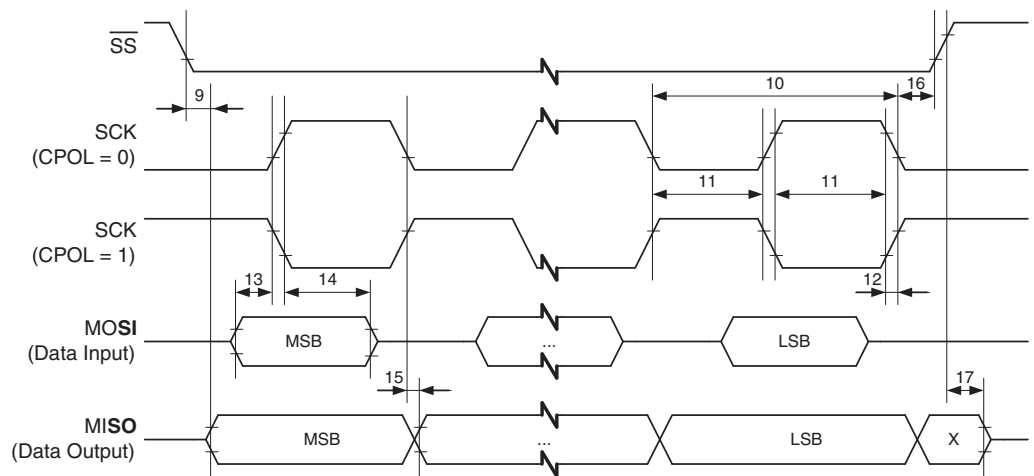 SS
9
10
16
SCK
(CPOL = 0)
11
11
SCK
(CPOL = 1)
13
14
12
MOSI
(Data Input)
MSB
...
LSB
15
17
MISO
(Data Output)
MSB
...
LSB
X